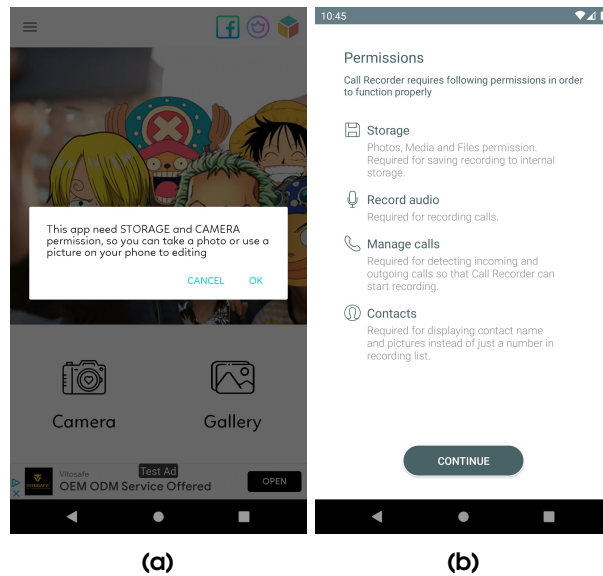 This app need STORAGE and CAMERA
permission, so you can take a photo or use a
picture on your phone to editing
CANCEL OK
Camera Gallery
Vitosafe
Test Ad
OEM ODM Service Offered
OPEN
(a)
10:45
Permissions
Call Recorder requires following permissions in order
to function properly
Storage
Photos, Media and Files permission.
Required for saving recording to internal
storage.
Record audio
Required for recording calls.
Manage calls
Required for detecting incoming and
outgoing calls so that Call Recorder can
start recording.
Contacts
Required for displaying contact name
and pictures instead of just a number in
recording list.
CONTINUE
(b)